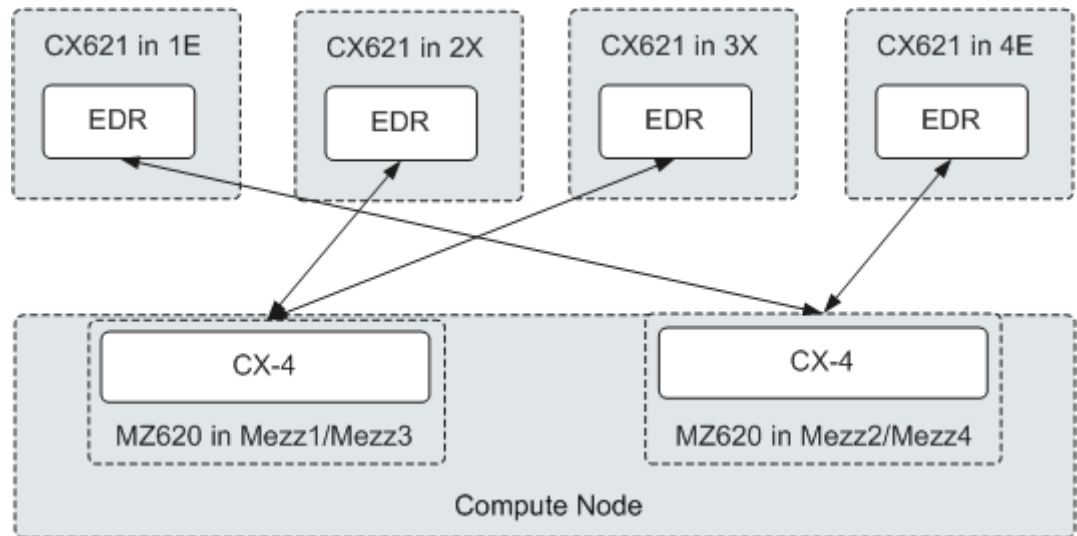 CX621 in 1E
CX621 in 2X
CX621 in 3X
CX621 in 4E
EDR
EDR
EDR
EDR
CX-4
CX-4
MZ620 in Mezz1/Mezz3
MZ620 in Mezz2/Mezz4
Compute Node